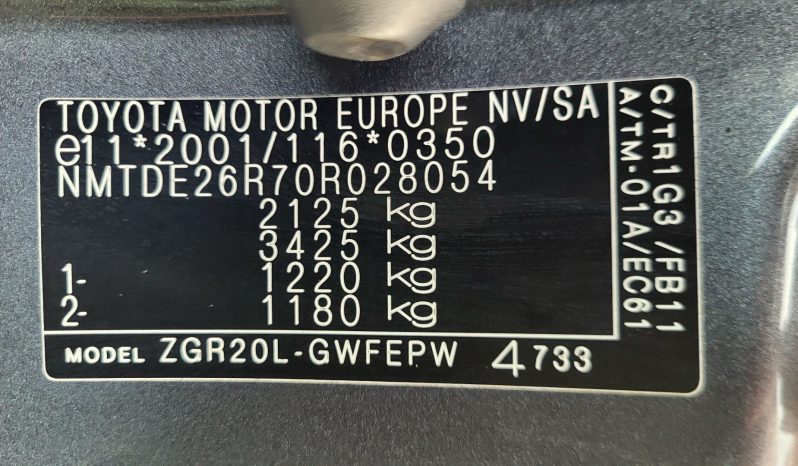 TOYOTA MOTOR EUROPE NV/SA
e11*2001/116*0350
NMTDE26R70R028054
2125 kg
3425 kg
1- 1220 kg
2- 1180 kg
MODEL ZGR20L-GWFEPW 4733
C/TR1G3 /FB11
A/TM-01A/EC61